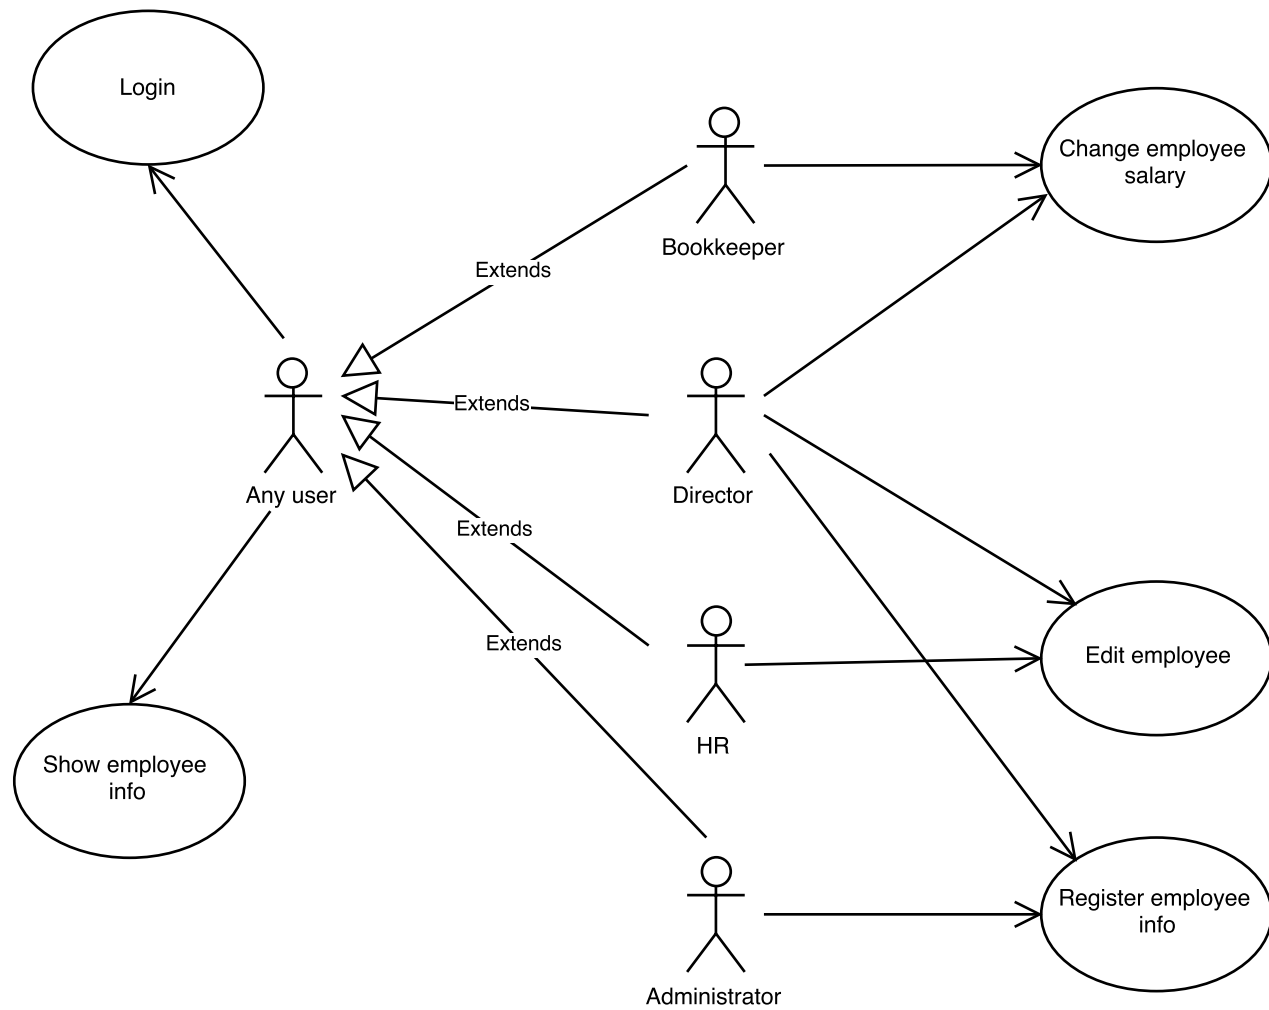 Login
Change employee
salary
Bookkeeper
Extends
Extends
Any user
Director
Extends
Extends
Edit employee
HR
Show employee
info
Register employee
info
Administrator